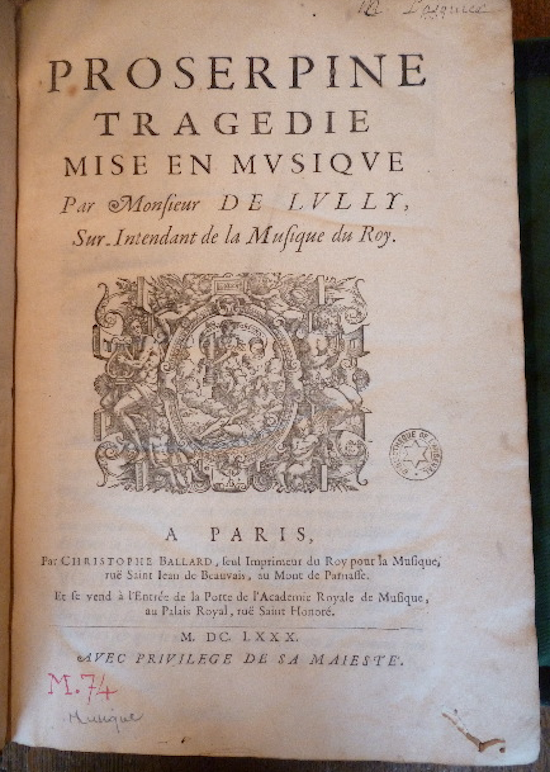 PROSERPINE
TRAGEDIE
MISE EN MVSIQVE
Par Monſieur DE LVLLY,
Sur-Intendant de la Muſique du Roy.
A PARIS,
Par CHRISTOPHE BALLARD, ſeul Imprimeur du Roy pour la Muſique,
ruë Saint Iean de Beauvais, au Mont de Parnaſſe.
Et ſe vend à l'Entrée de la Porte de l'Academie Royale de Muſique,
au Palais Royal, ruë Saint Honoré.
M. DC. LXXX.
AVEC PRIVILEGE DE SA MAIESTE'.
M.74
Musique